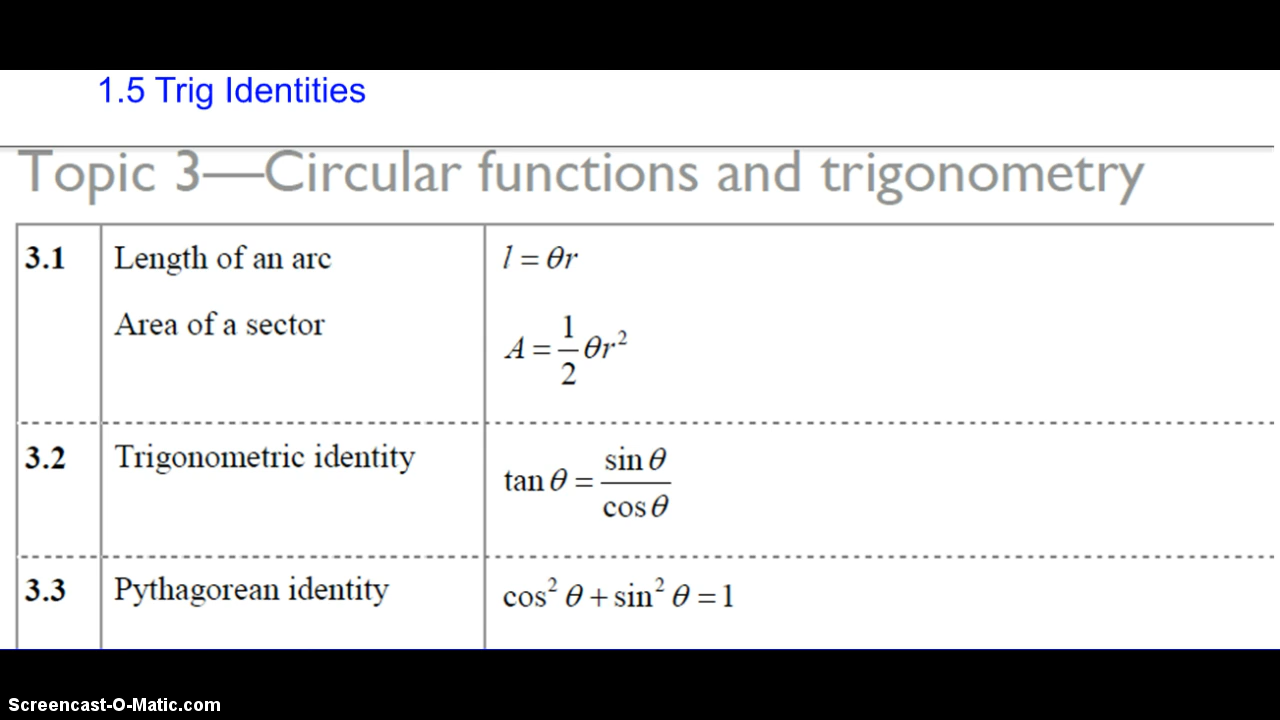 1.5 Trig Identities
Topic 3—Circular functions and trigonometry
3.1 Length of an arc l = θr
Area of a sector A = 1/2 θr²
3.2 Trigonometric identity tan θ = sin θ / cos θ
3.3 Pythagorean identity cos² θ + sin² θ = 1
Screencast-O-Matic.com